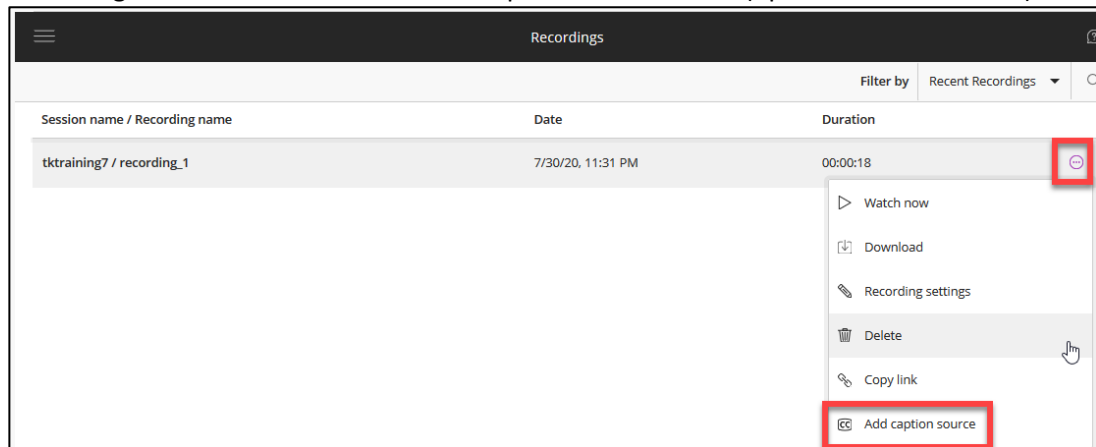 Recordings
Filter by Recent Recordings
Session name / Recording name Date Duration
tktraining7 / recording_1 7/30/20, 11:31 PM 00:00:18
Watch now
Download
Recording settings
Delete
Copy link
CC Add caption source